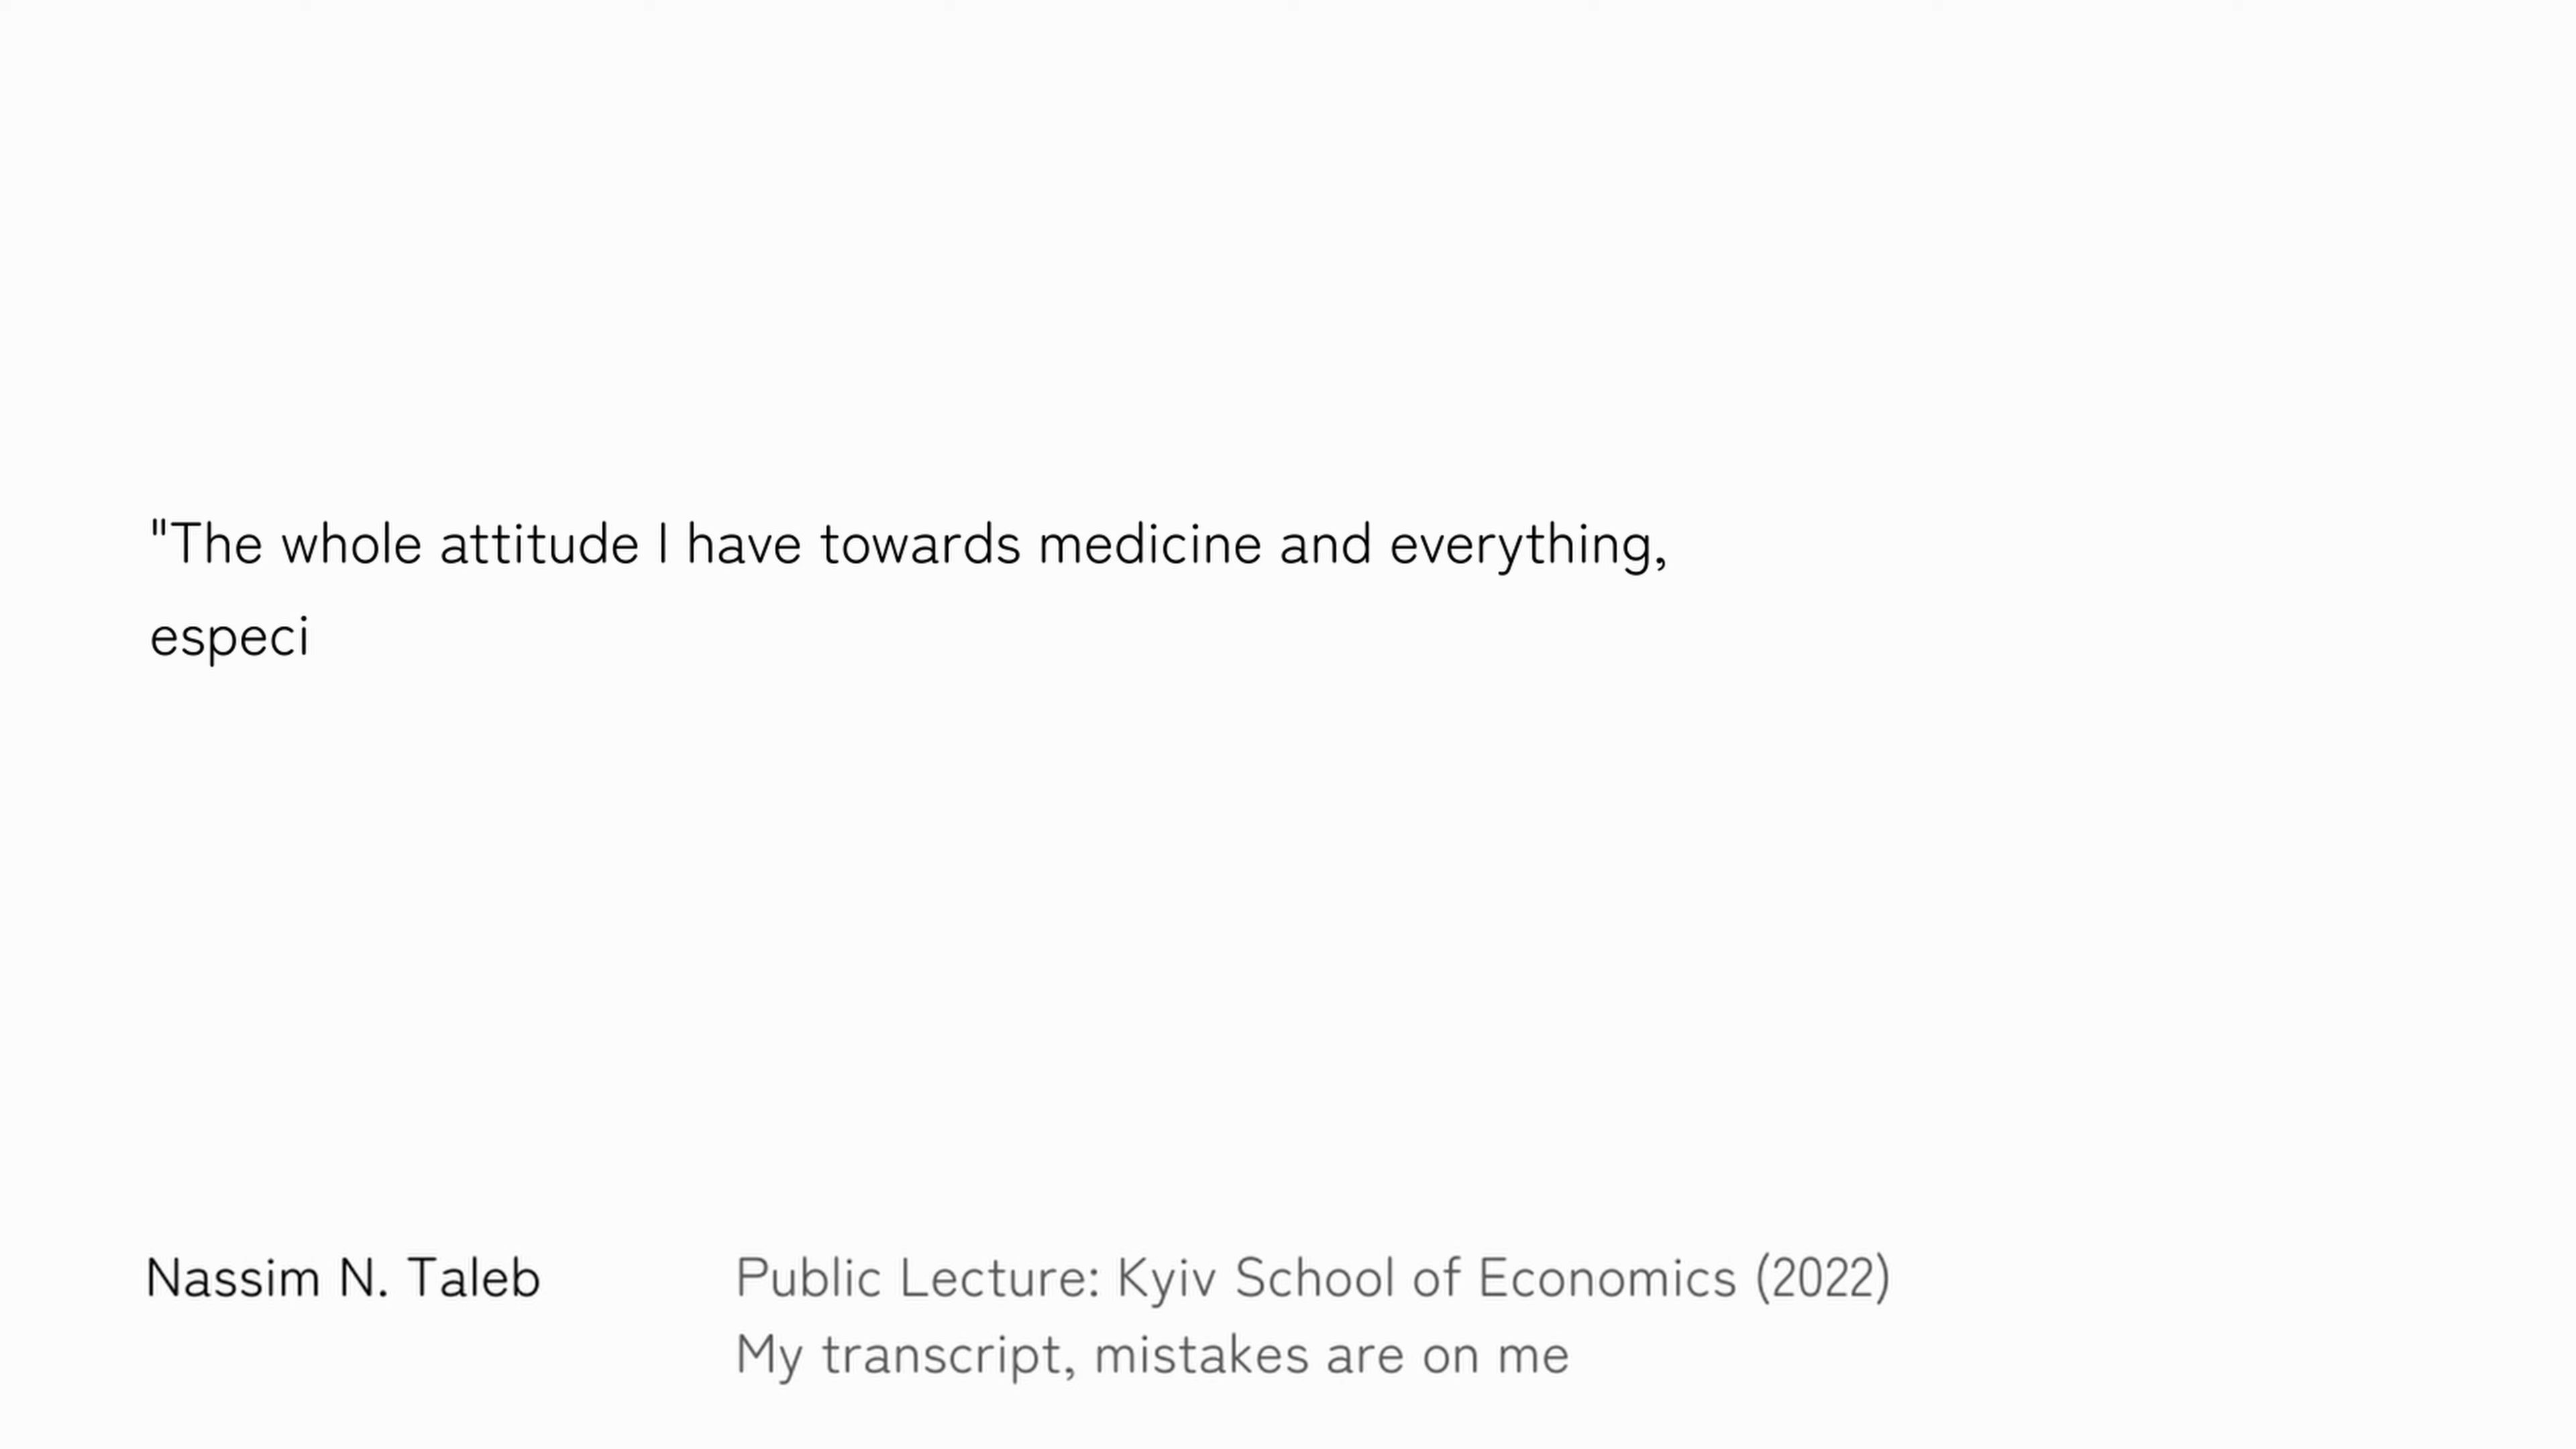 "The whole attitude I have towards medicine and everything,
especi
Nassim N. Taleb
Public Lecture: Kyiv School of Economics (2022)
My transcript, mistakes are on me